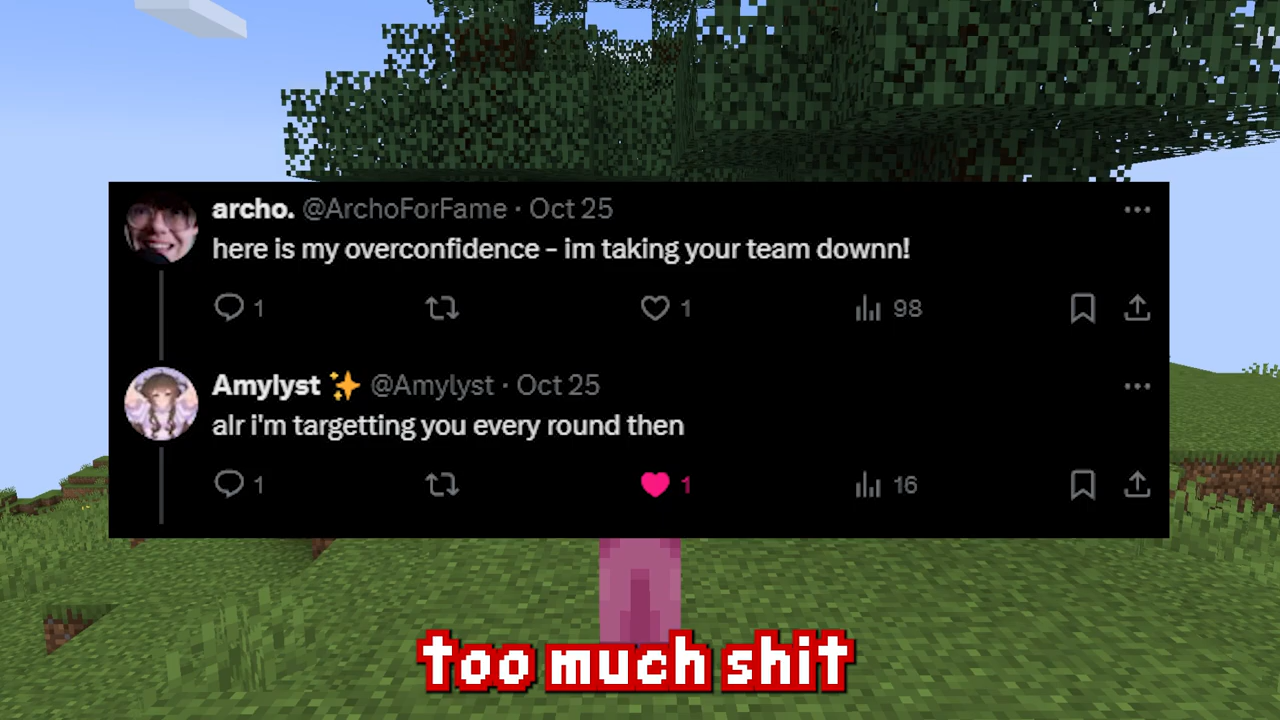 archo. @ArchoForFame · Oct 25
here is my overconfidence - im taking your team downn!
1 1 98
Amylyst ✨ @Amylyst · Oct 25
alr i'm targetting you every round then
1 1 16
too much shit